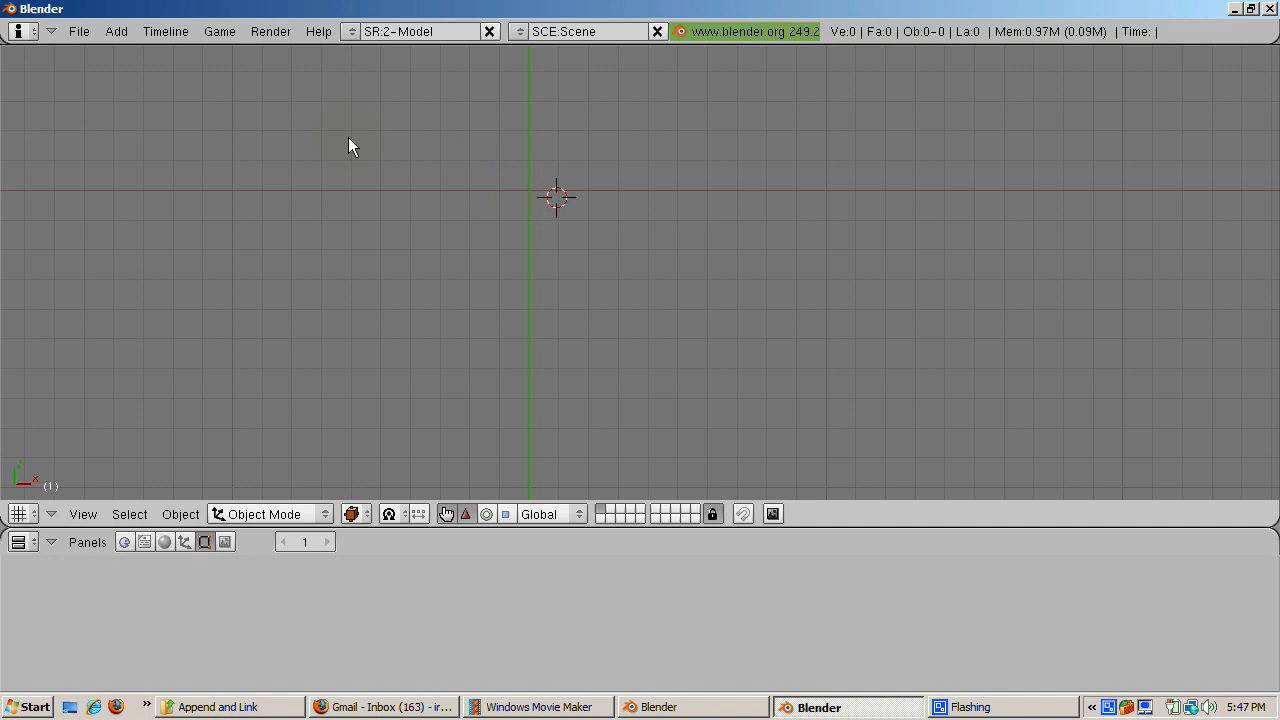 Blender
File Add Timeline Game Render Help SR:2-Model SCE:Scene www.blender.org 249.2 Ve:0 | Fa:0 | Ob:0-0 | La:0 | Mem:0.97M (0.09M) | Time: |
x
(1)
View Select Object Object Mode Global
Panels 1
Start Append and Link Gmail - Inbox (163) - ir... Windows Movie Maker Blender Blender Flashing 5:47 PM